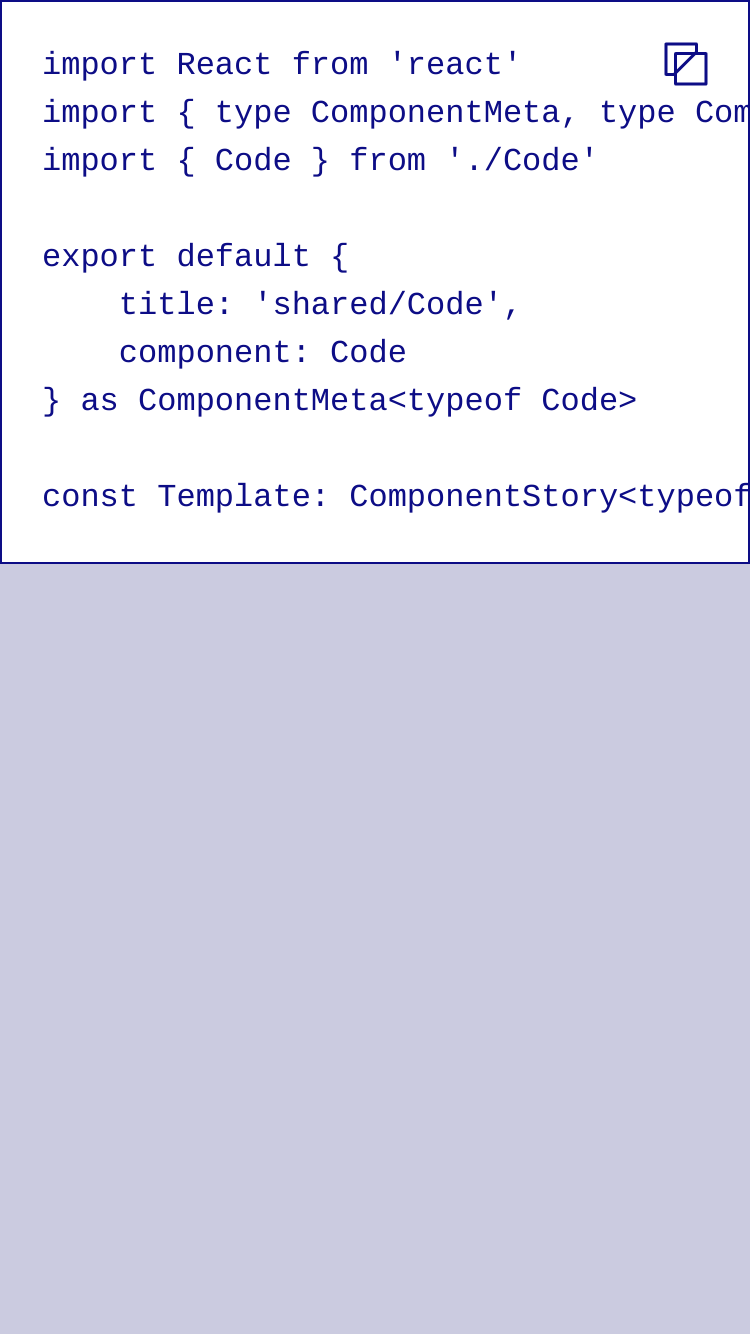 import React from 'react'
import { type ComponentMeta, type Com
import { Code } from './Code'
export default {
    title: 'shared/Code',
    component: Code
} as ComponentMeta<typeof Code>
const Template: ComponentStory<typeof